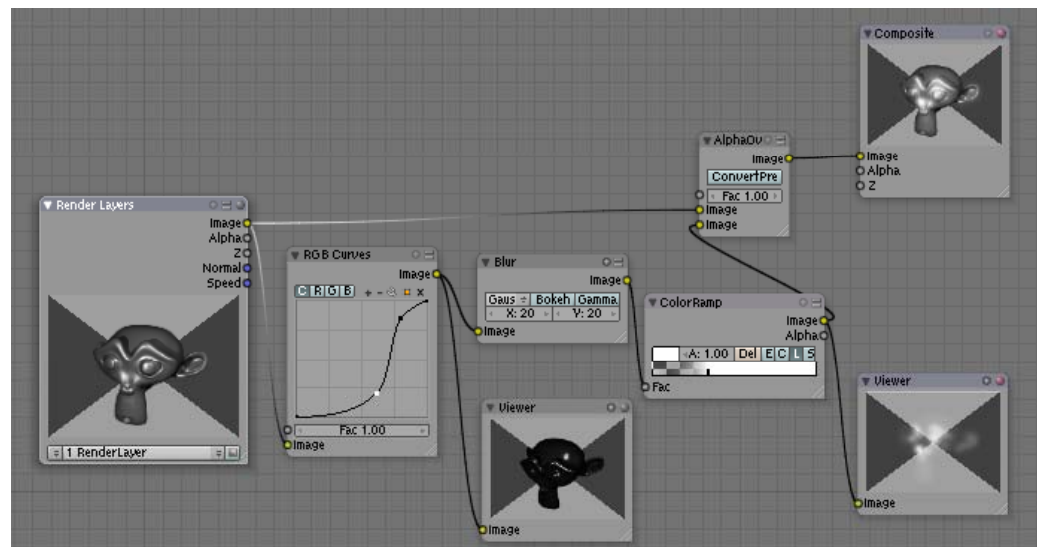 Composite
Image
Alpha
Z
AlphaOv
Image
ConvertPre
Fac 1.00
Image
Image
Render Layers
Image
Alpha
Z
Normal
Speed
1 RenderLayer
RGB Curves
Image
C R G B + - x
Fac 1.00
Image
Blur
Image
Gaus Bokeh Gamma
X: 20 Y: 20
Image
ColorRamp
Image
Alpha
A: 1.00 Del E C L S
Fac
Viewer
Image
Viewer
Image